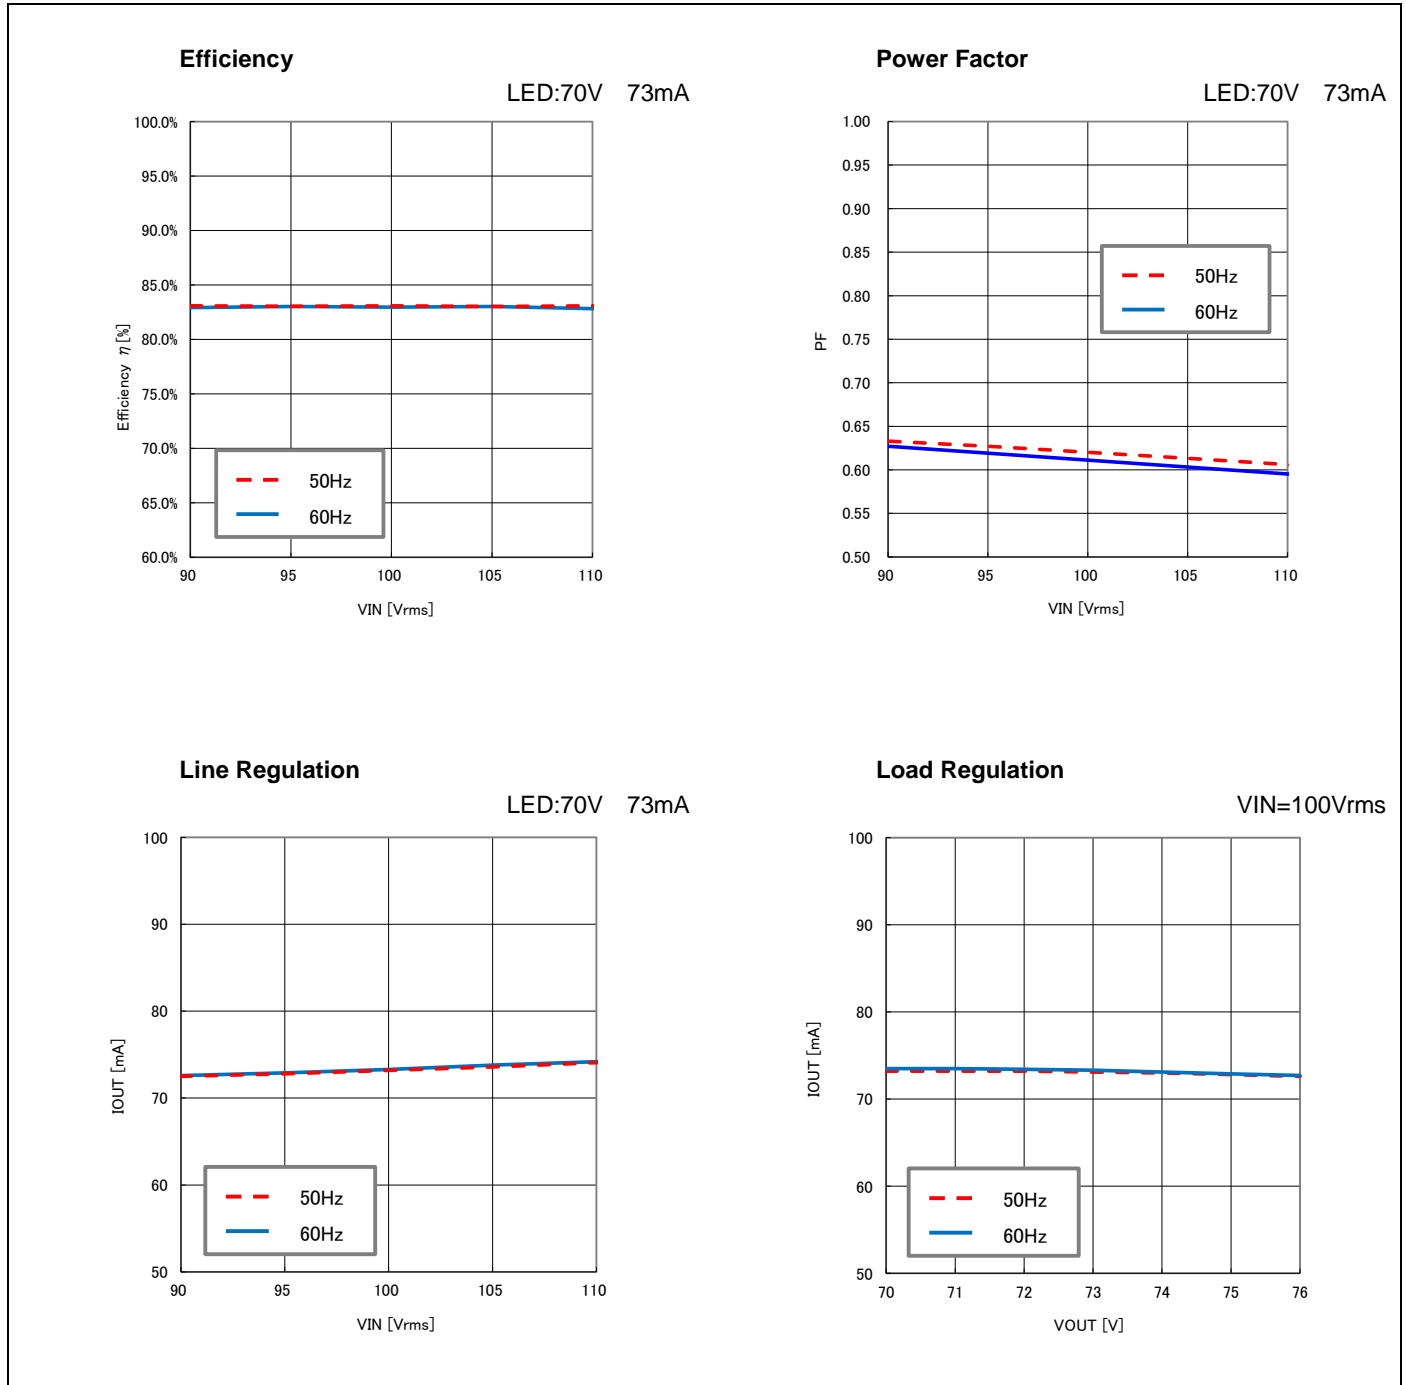 Efficiency
LED:70V 73mA
100.0%
95.0%
90.0%
85.0%
80.0%
75.0%
70.0%
65.0%
60.0%
Efficiency η[%]
50Hz
60Hz
90 95 100 105 110
VIN [Vrms]
Power Factor
LED:70V 73mA
1.00
0.95
0.90
0.85
0.80
0.75
0.70
0.65
0.60
0.55
0.50
PF
50Hz
60Hz
90 95 100 105 110
VIN [Vrms]
Line Regulation
LED:70V 73mA
100
90
80
70
60
50
IOUT [mA]
50Hz
60Hz
90 95 100 105 110
VIN [Vrms]
Load Regulation
VIN=100Vrms
100
90
80
70
60
50
IOUT [mA]
50Hz
60Hz
70 71 72 73 74 75 76
VOUT [V]